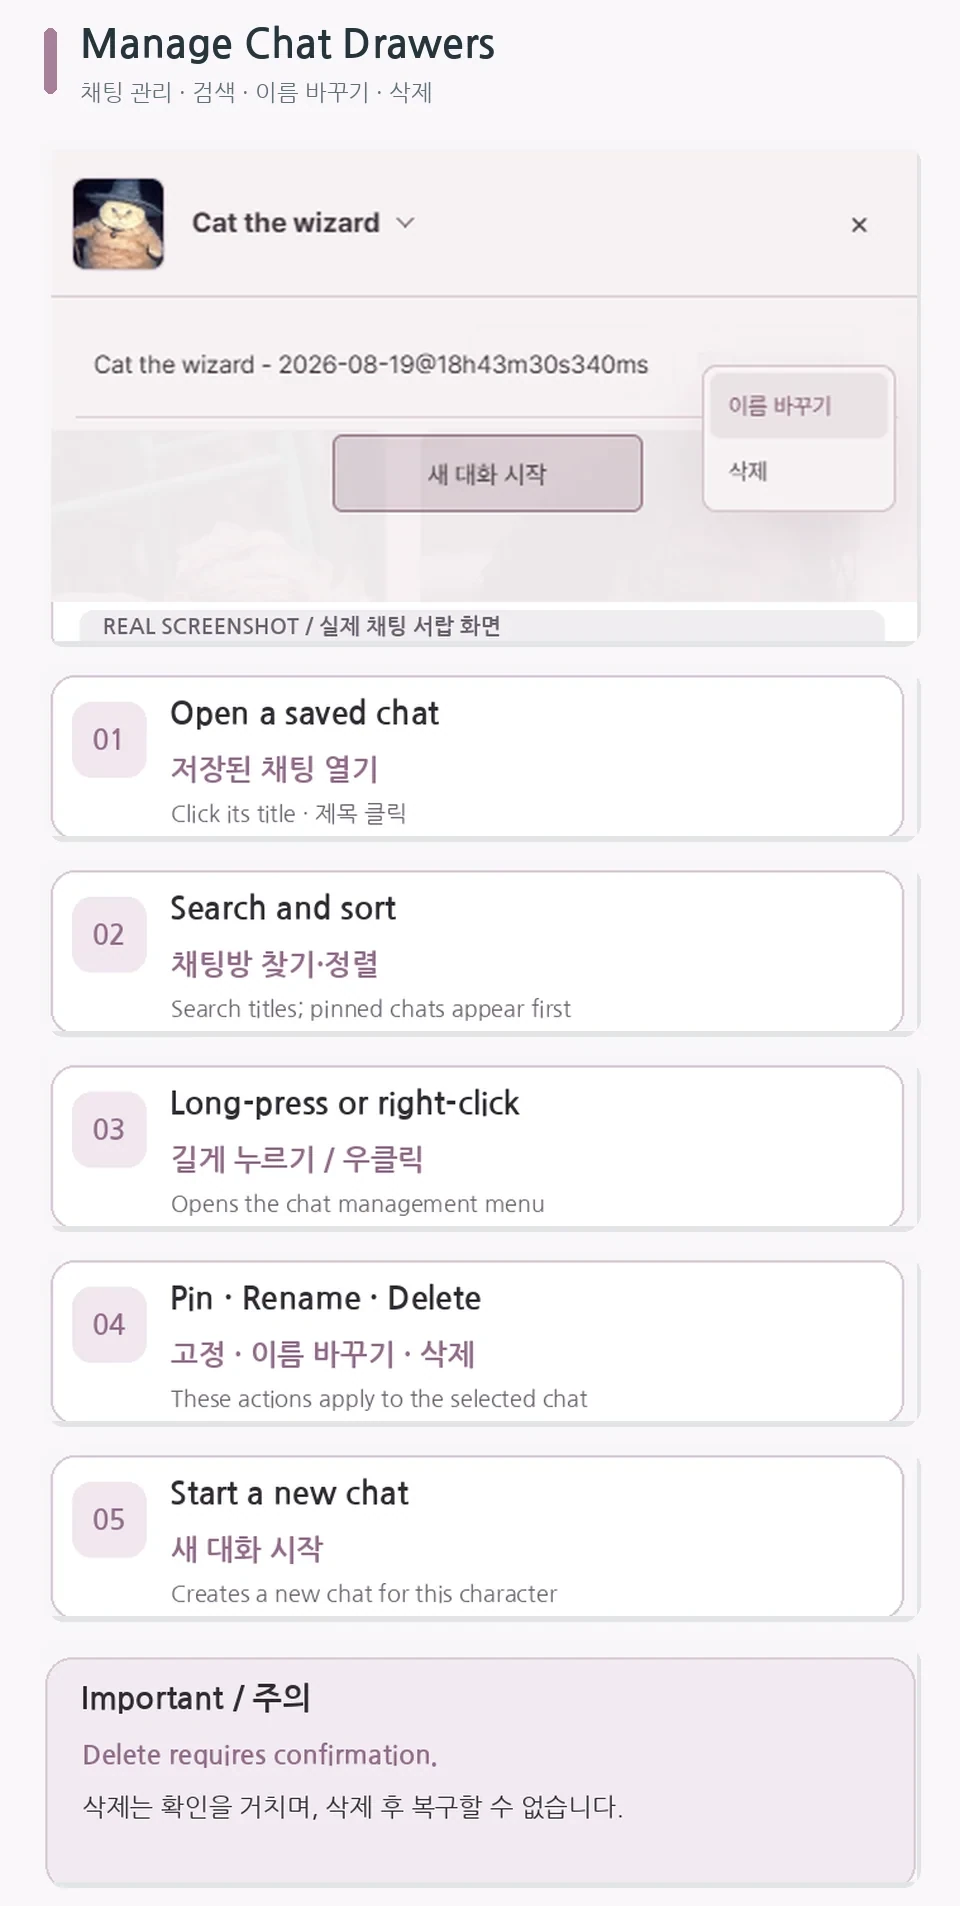 Manage Chat Drawers
채팅 관리 · 검색 · 이름 바꾸기 · 삭제
Cat the wizard
×
Cat the wizard - 2026-08-19@18h43m30s340ms
이름 바꾸기
삭제
새 대화 시작
REAL SCREENSHOT / 실제 채팅 서랍 화면
01
Open a saved chat
저장된 채팅 열기
Click its title · 제목 클릭
02
Search and sort
채팅방 찾기·정렬
Search titles; pinned chats appear first
03
Long-press or right-click
길게 누르기 / 우클릭
Opens the chat management menu
04
Pin · Rename · Delete
고정 · 이름 바꾸기 · 삭제
These actions apply to the selected chat
05
Start a new chat
새 대화 시작
Creates a new chat for this character
Important / 주의
Delete requires confirmation.
삭제는 확인을 거치며, 삭제 후 복구할 수 없습니다.